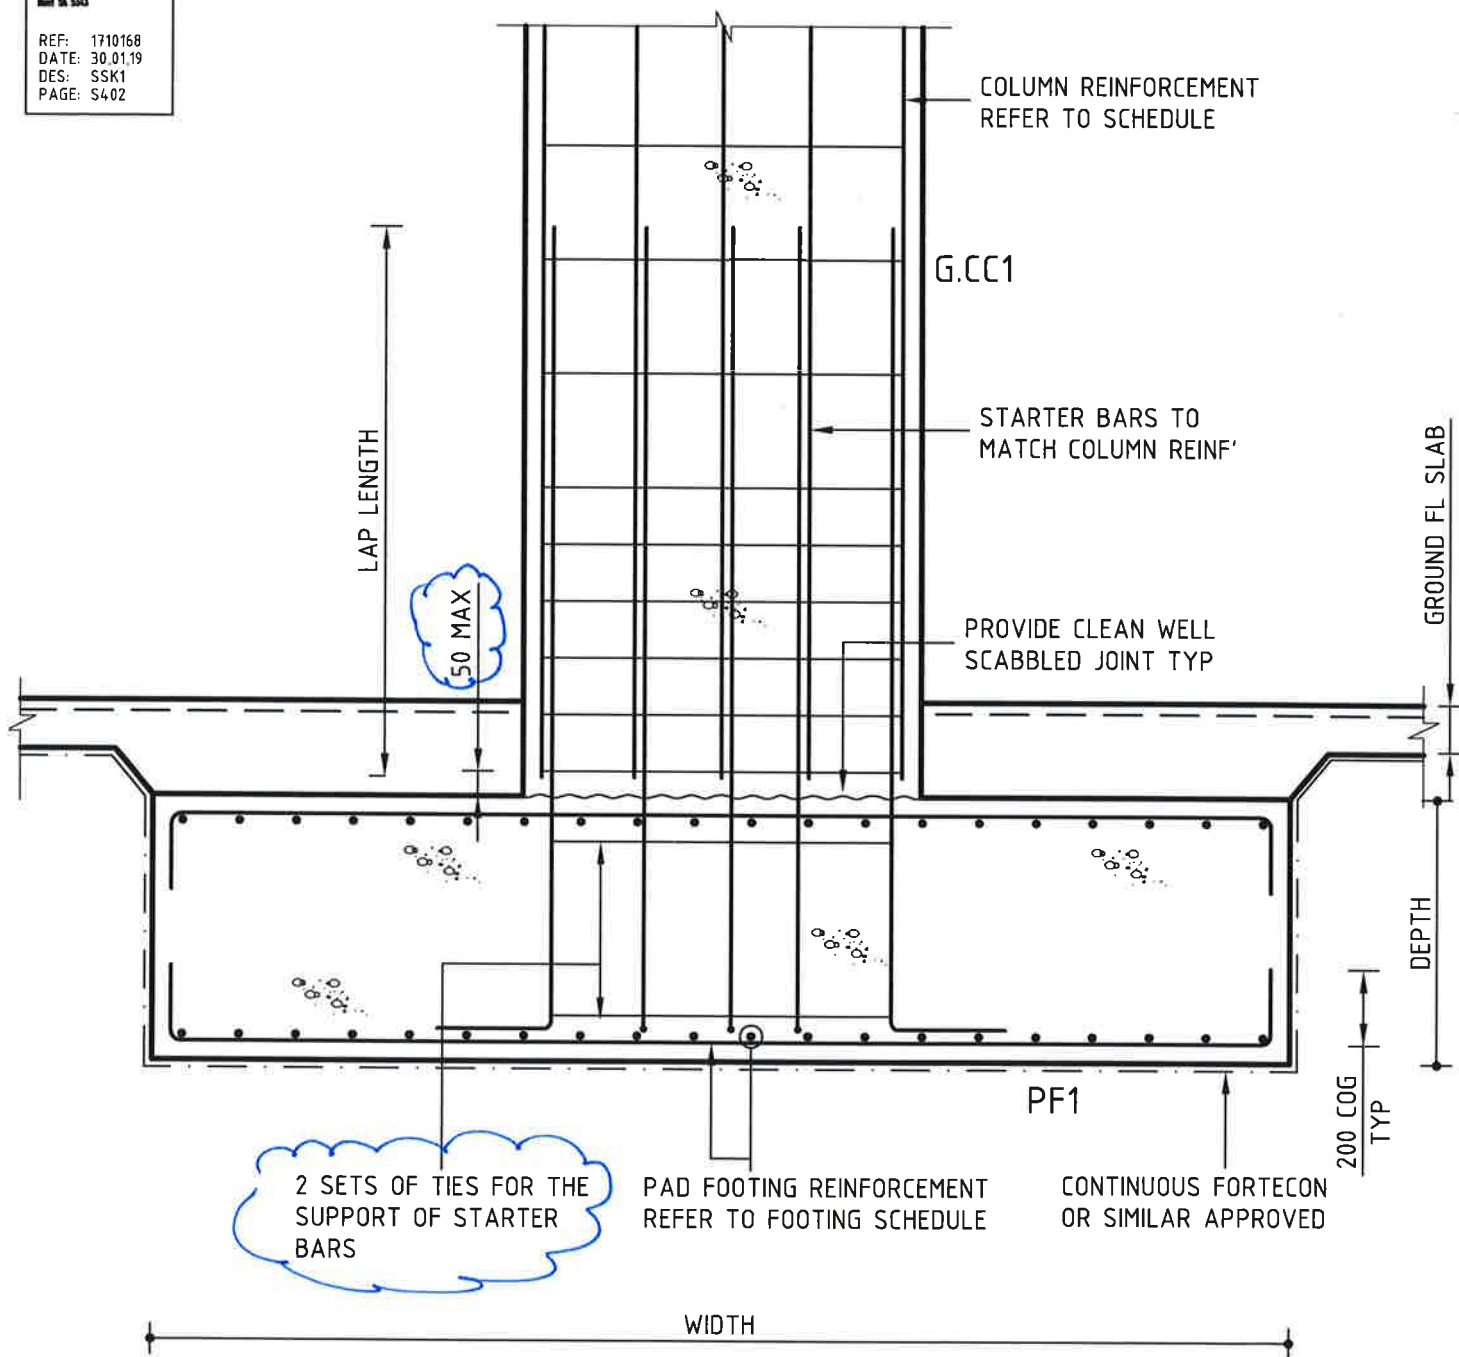 REF: 1710168
DATE: 30.01.19
DES: SSK1
PAGE: S402
COLUMN REINFORCEMENT
REFER TO SCHEDULE
G.CC1
STARTER BARS TO
MATCH COLUMN REINF'
LAP LENGTH
50 MAX
GROUND FL SLAB
PROVIDE CLEAN WELL
SCABBLED JOINT TYP
DEPTH
200 COG
TYP
PF1
2 SETS OF TIES FOR THE
SUPPORT OF STARTER
BARS
PAD FOOTING REINFORCEMENT
REFER TO FOOTING SCHEDULE
CONTINUOUS FORTECON
OR SIMILAR APPROVED
WIDTH